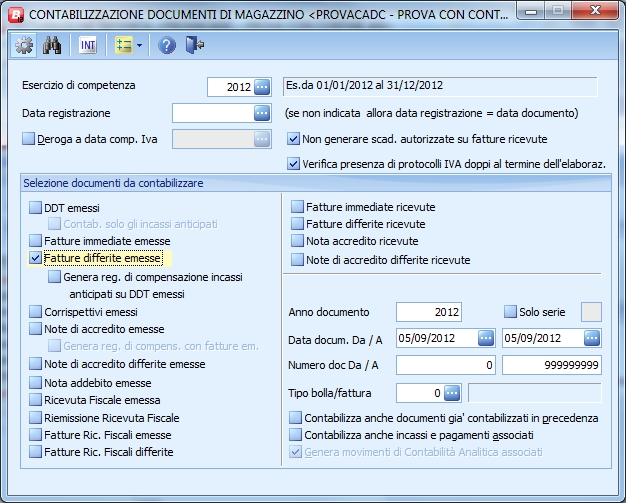 CONTABILIZZAZIONE DOCUMENTI DI MAGAZZINO <PROVACADC - PROVA CON CONT...
INT
Esercizio di competenza 2012 Es.da 01/01/2012 al 31/12/2012
Data registrazione (se non indicata allora data registrazione = data documento)
Deroga a data comp. Iva Non generare scad. autorizzate su fatture ricevute
Verifica presenza di protocolli IVA doppi al termine dell'elaboraz.
Selezione documenti da contabilizzare
DDT emessi
Contab. solo gli incassi anticipati
Fatture immediate emesse
Fatture differite emesse
Genera reg. di compensazione incassi
anticipati su DDT emessi
Corrispettivi emessi
Note di accredito emesse
Genera reg. di compens. con fatture em.
Note di accredito differite emesse
Nota addebito emesse
Ricevuta Fiscale emessa
Riemissione Ricevuta Fiscale
Fatture Ric. Fiscali emesse
Fatture Ric. Fiscali differite
Fatture immediate ricevute
Fatture differite ricevute
Nota accredito ricevute
Note di accredito differite ricevute
Anno documento 2012 Solo serie
Data docum. Da / A 05/09/2012 05/09/2012
Numero doc Da / A 0 999999999
Tipo bolla/fattura 0
Contabilizza anche documenti gia' contabilizzati in precedenza
Contabilizza anche incassi e pagamenti associati
Genera movimenti di Contabilità Analitica associati